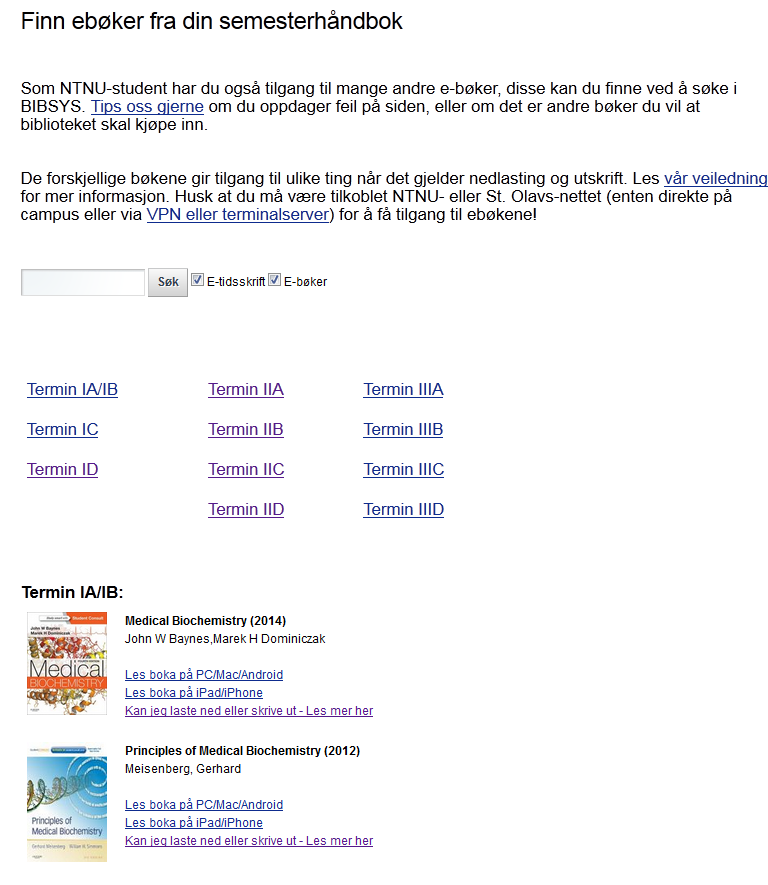 Finn ebøker fra din semesterhåndbok
Som NTNU-student har du også tilgang til mange andre e-bøker, disse kan du finne ved å søke i
BIBSYS. Tips oss gjerne om du oppdager feil på siden, eller om det er andre bøker du vil at
biblioteket skal kjøpe inn.
De forskjellige bøkene gir tilgang til ulike ting når det gjelder nedlasting og utskrift. Les vår veiledning
for mer informasjon. Husk at du må være tilkoblet NTNU- eller St. Olavs-nettet (enten direkte på
campus eller via VPN eller terminalserver) for å få tilgang til ebøkene!
Søk E-tidsskrift E-bøker
Termin IA/IB Termin IIA Termin IIIA
Termin IC Termin IIB Termin IIIB
Termin ID Termin IIC Termin IIIC
Termin IID Termin IIID
Termin IA/IB:
Student Consult
John W Baynes
Marek H Dominiczak
Medical
BIOCHEMISTRY
Medical Biochemistry (2014)
John W Baynes,Marek H Dominiczak
Les boka på PC/Mac/Android
Les boka på iPad/iPhone
Kan jeg laste ned eller skrive ut - Les mer her
Principles of
Medical Biochemistry
Principles of Medical Biochemistry (2012)
Meisenberg, Gerhard
Les boka på PC/Mac/Android
Les boka på iPad/iPhone
Kan jeg laste ned eller skrive ut - Les mer her